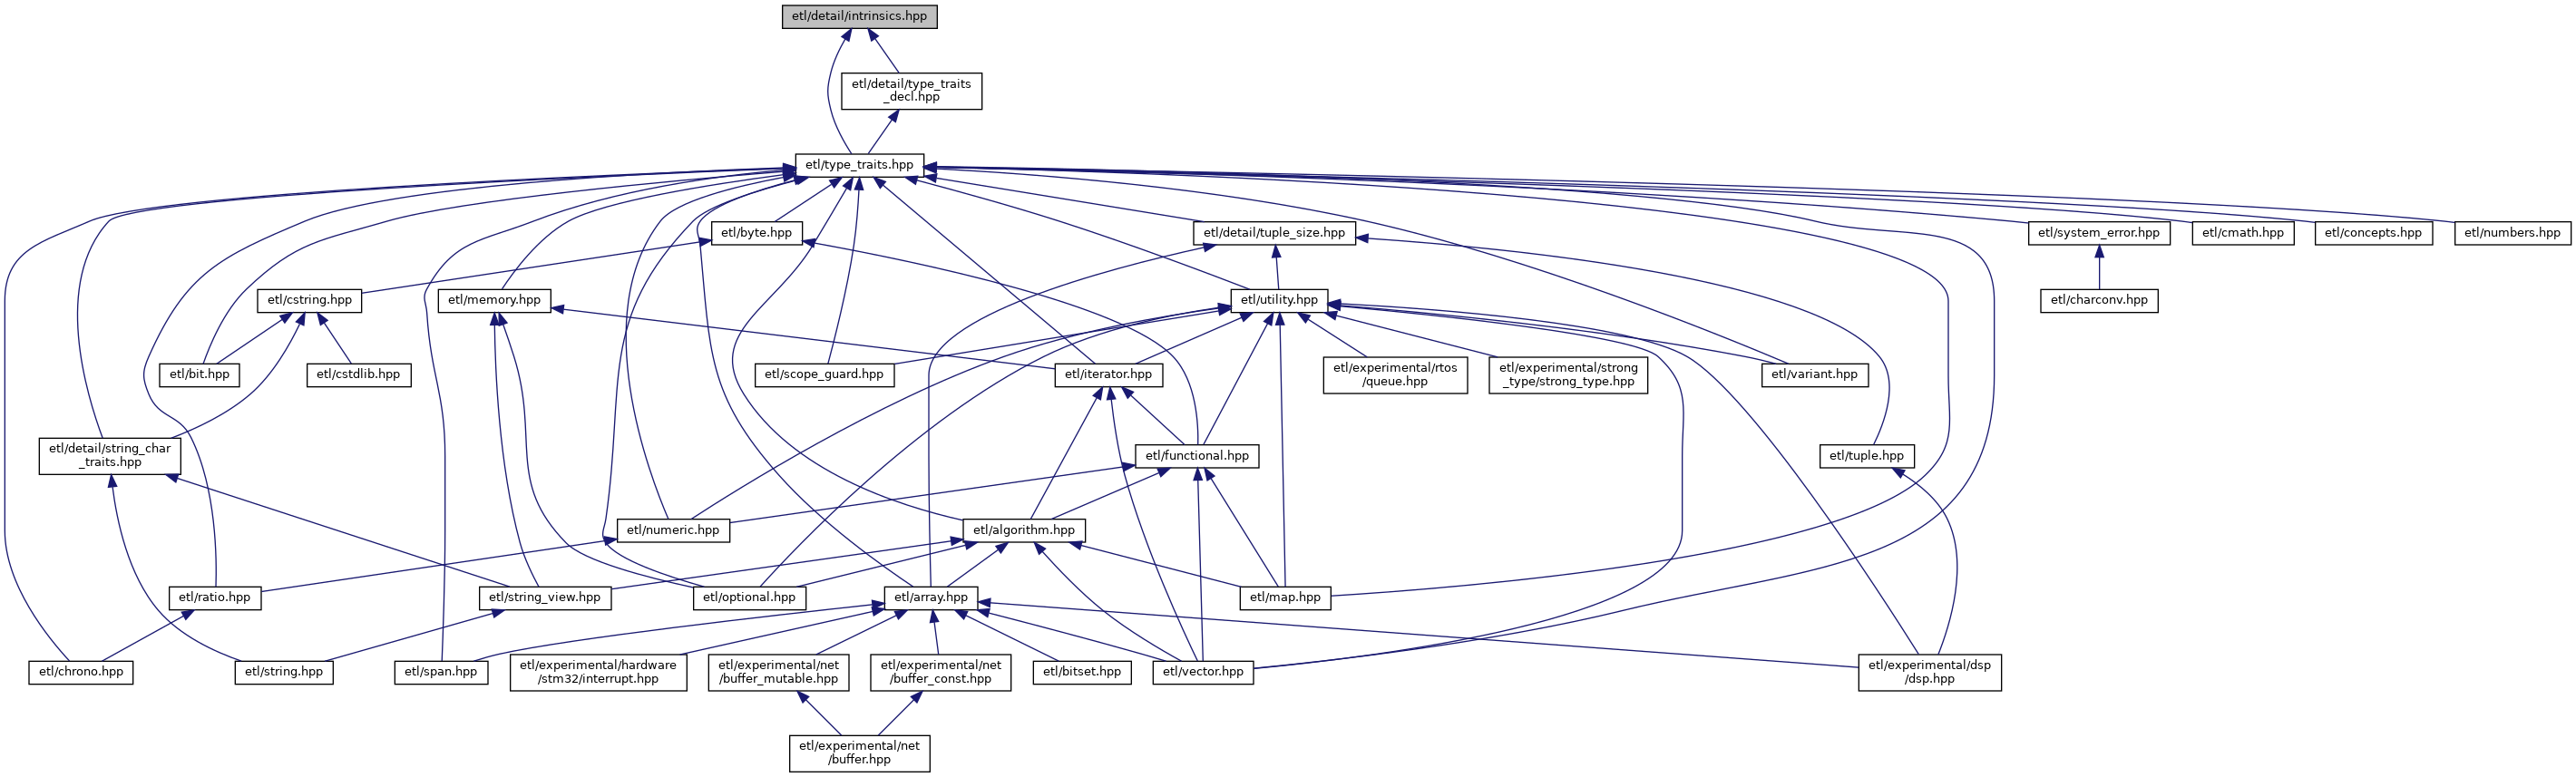 etl/detail/intrinsics.hpp
etl/detail/type_traits
_decl.hpp
etl/type_traits.hpp
etl/byte.hpp
etl/detail/tuple_size.hpp
etl/system_error.hpp
etl/cmath.hpp
etl/concepts.hpp
etl/numbers.hpp
etl/cstring.hpp
etl/memory.hpp
etl/utility.hpp
etl/charconv.hpp
etl/bit.hpp
etl/cstdlib.hpp
etl/scope_guard.hpp
etl/iterator.hpp
etl/experimental/rtos
/queue.hpp
etl/experimental/strong
_type/strong_type.hpp
etl/variant.hpp
etl/detail/string_char
_traits.hpp
etl/functional.hpp
etl/tuple.hpp
etl/numeric.hpp
etl/algorithm.hpp
etl/ratio.hpp
etl/string_view.hpp
etl/optional.hpp
etl/array.hpp
etl/map.hpp
etl/chrono.hpp
etl/string.hpp
etl/span.hpp
etl/experimental/hardware
/stm32/interrupt.hpp
etl/experimental/net
/buffer_mutable.hpp
etl/experimental/net
/buffer_const.hpp
etl/bitset.hpp
etl/vector.hpp
etl/experimental/dsp
/dsp.hpp
etl/experimental/net
/buffer.hpp